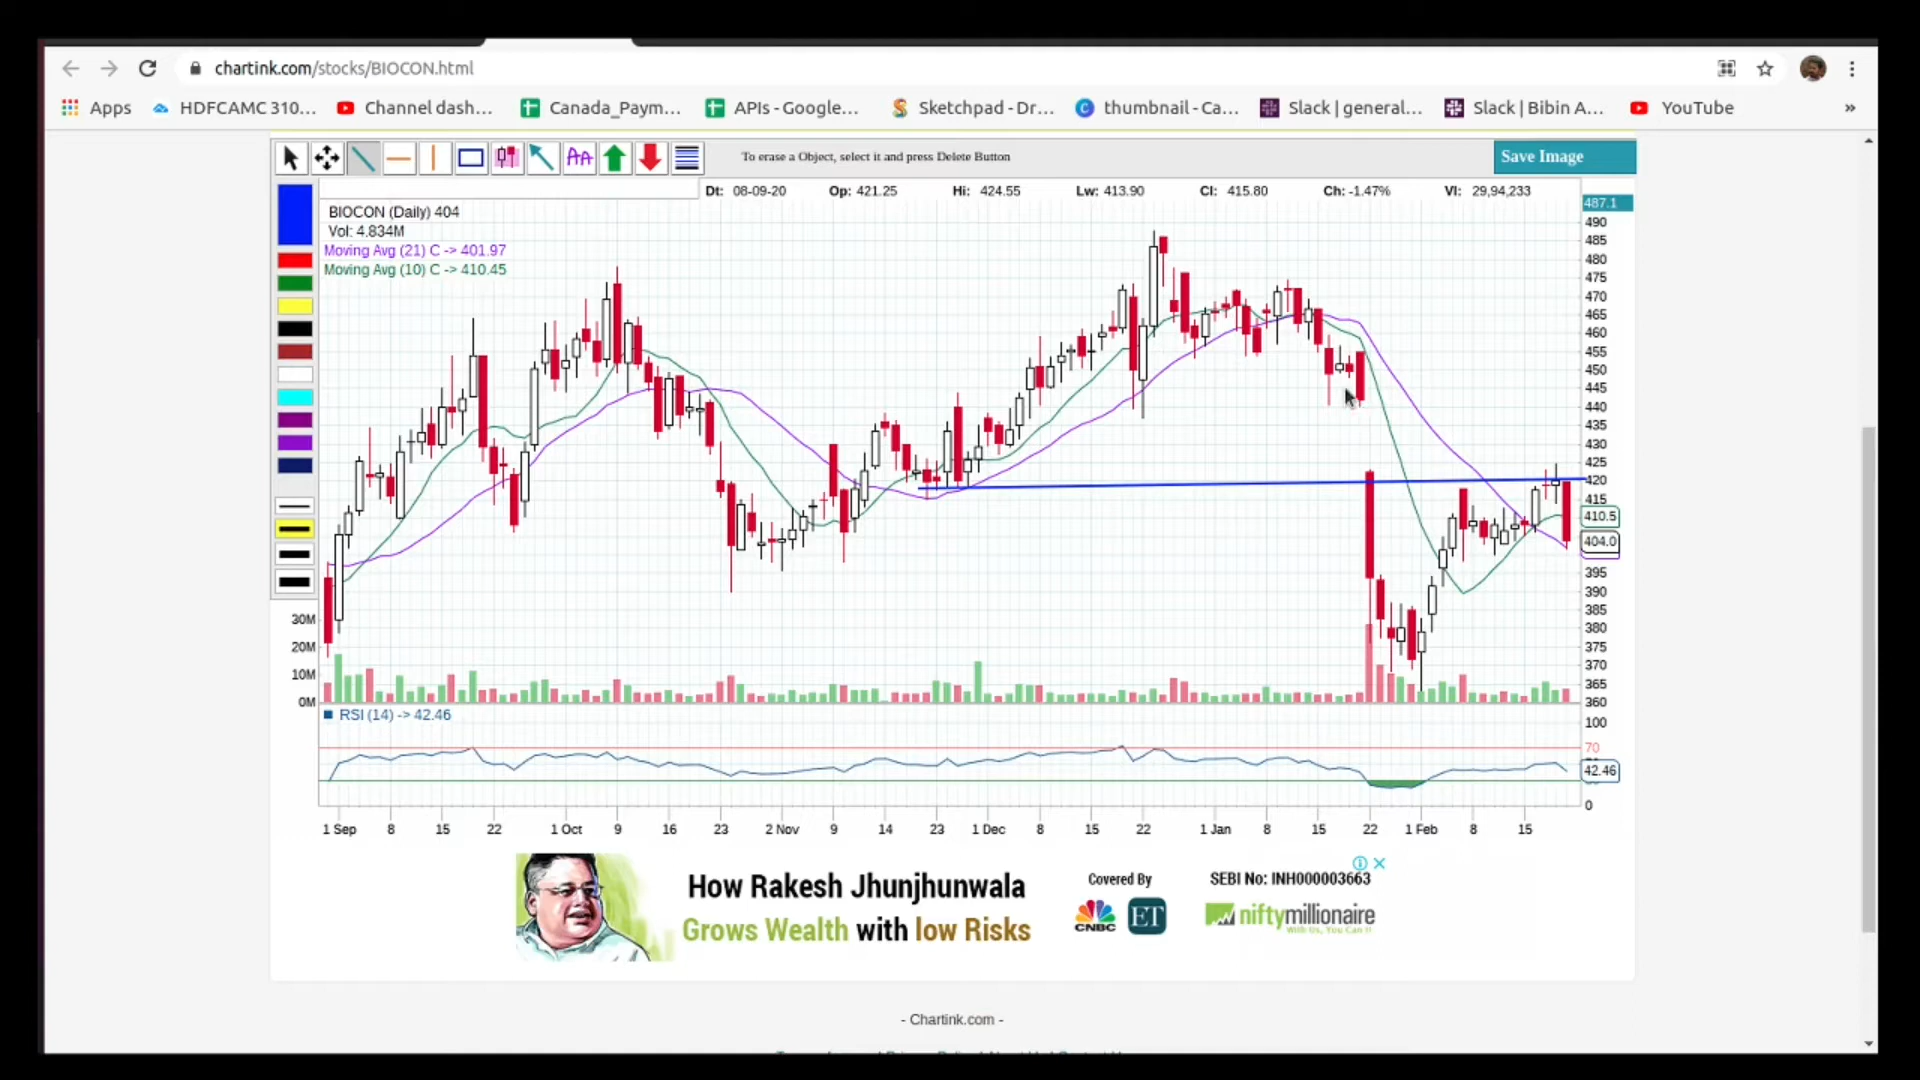 chartink.com/stocks/BIOCON.html
Apps HDFCAMC 310... Channel dash... Canada_Paym... APIs - Google... Sketchpad - Dr... thumbnail - Ca... Slack | general... Slack | Bibin A... YouTube »
To erase a Object, select it and press Delete Button
Save Image
Dt: 08-09-20 Op: 421.25 Hi: 424.55 Lw: 413.90 Cl: 415.80 Ch: -1.47% Vl: 29,94,233
BIOCON (Daily) 404
Vol: 4.834M
Moving Avg (21) C -> 401.97
Moving Avg (10) C -> 410.45
487.1
490
485
480
475
470
465
460
455
450
445
440
435
430
425
420
415
410.5
404.0
395
390
385
380
375
370
365
360
30M
20M
10M
0M
RSI (14) -> 42.46
100
70
42.46
0
1 Sep 8 15 22 1 Oct 9 16 23 2 Nov 9 14 23 1 Dec 8 15 22 1 Jan 8 15 22 1 Feb 8 15
How Rakesh Jhunjhunwala
Grows Wealth with low Risks
Covered By
CNBC ET
SEBI No: INH000003663
niftymillionaire
With Us, You Can !!
- Chartink.com -